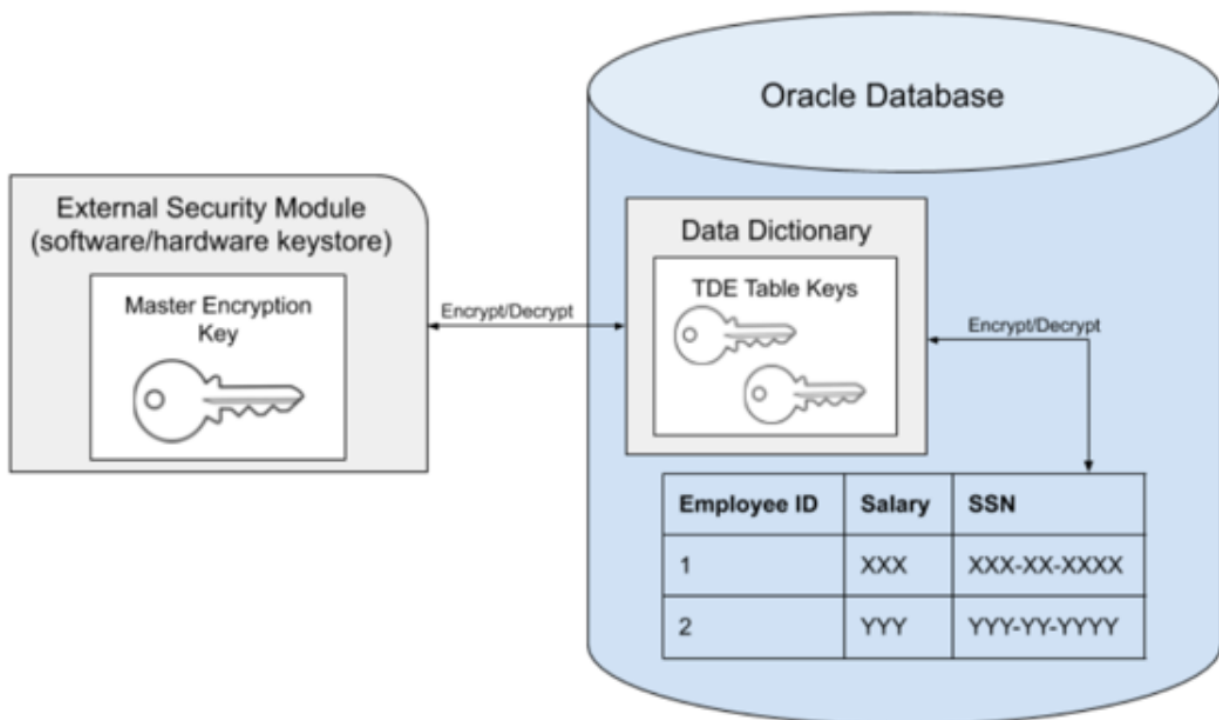 Oracle Database
External Security Module
(software/hardware keystore)
Master Encryption
Key
Encrypt/Decrypt
Data Dictionary
TDE Table Keys
Encrypt/Decrypt
Employee ID Salary SSN
1 XXX XXX-XX-XXXX
2 YYY YYY-YY-YYYY